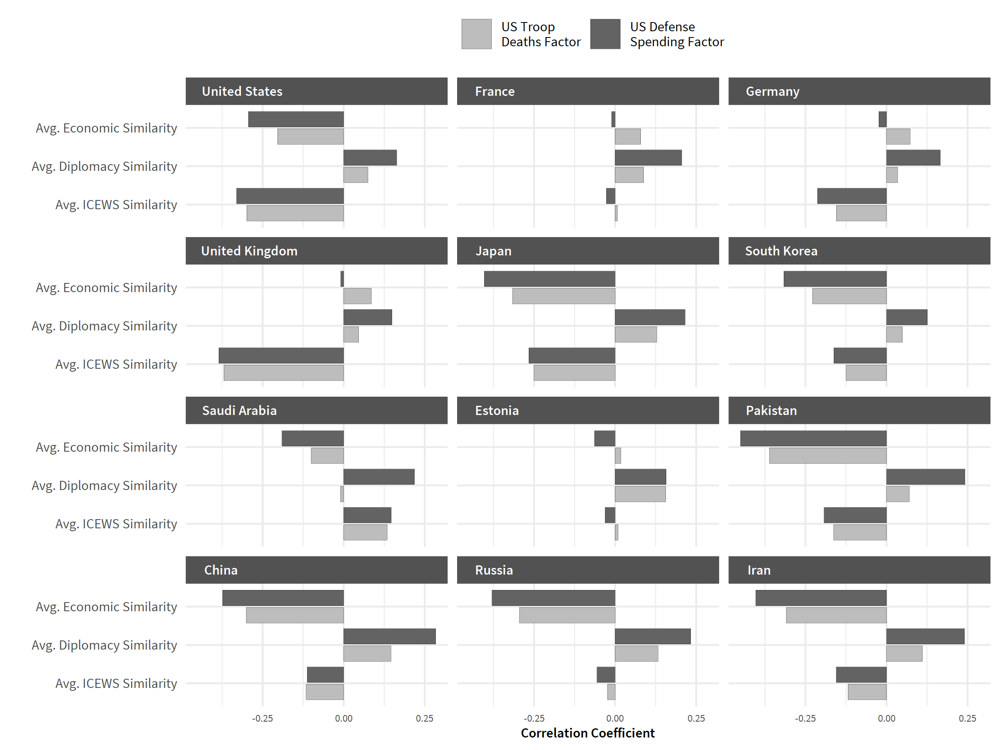 US Troop
Deaths Factor
US Defense
Spending Factor
United States
France
Germany
Avg. Economic Similarity
Avg. Diplomacy Similarity
Avg. ICEWS Similarity
United Kingdom
Japan
South Korea
Avg. Economic Similarity
Avg. Diplomacy Similarity
Avg. ICEWS Similarity
Saudi Arabia
Estonia
Pakistan
Avg. Economic Similarity
Avg. Diplomacy Similarity
Avg. ICEWS Similarity
China
Russia
Iran
Avg. Economic Similarity
Avg. Diplomacy Similarity
Avg. ICEWS Similarity
-0.25 0.00 0.25 -0.25 0.00 0.25 -0.25 0.00 0.25
Correlation Coefficient